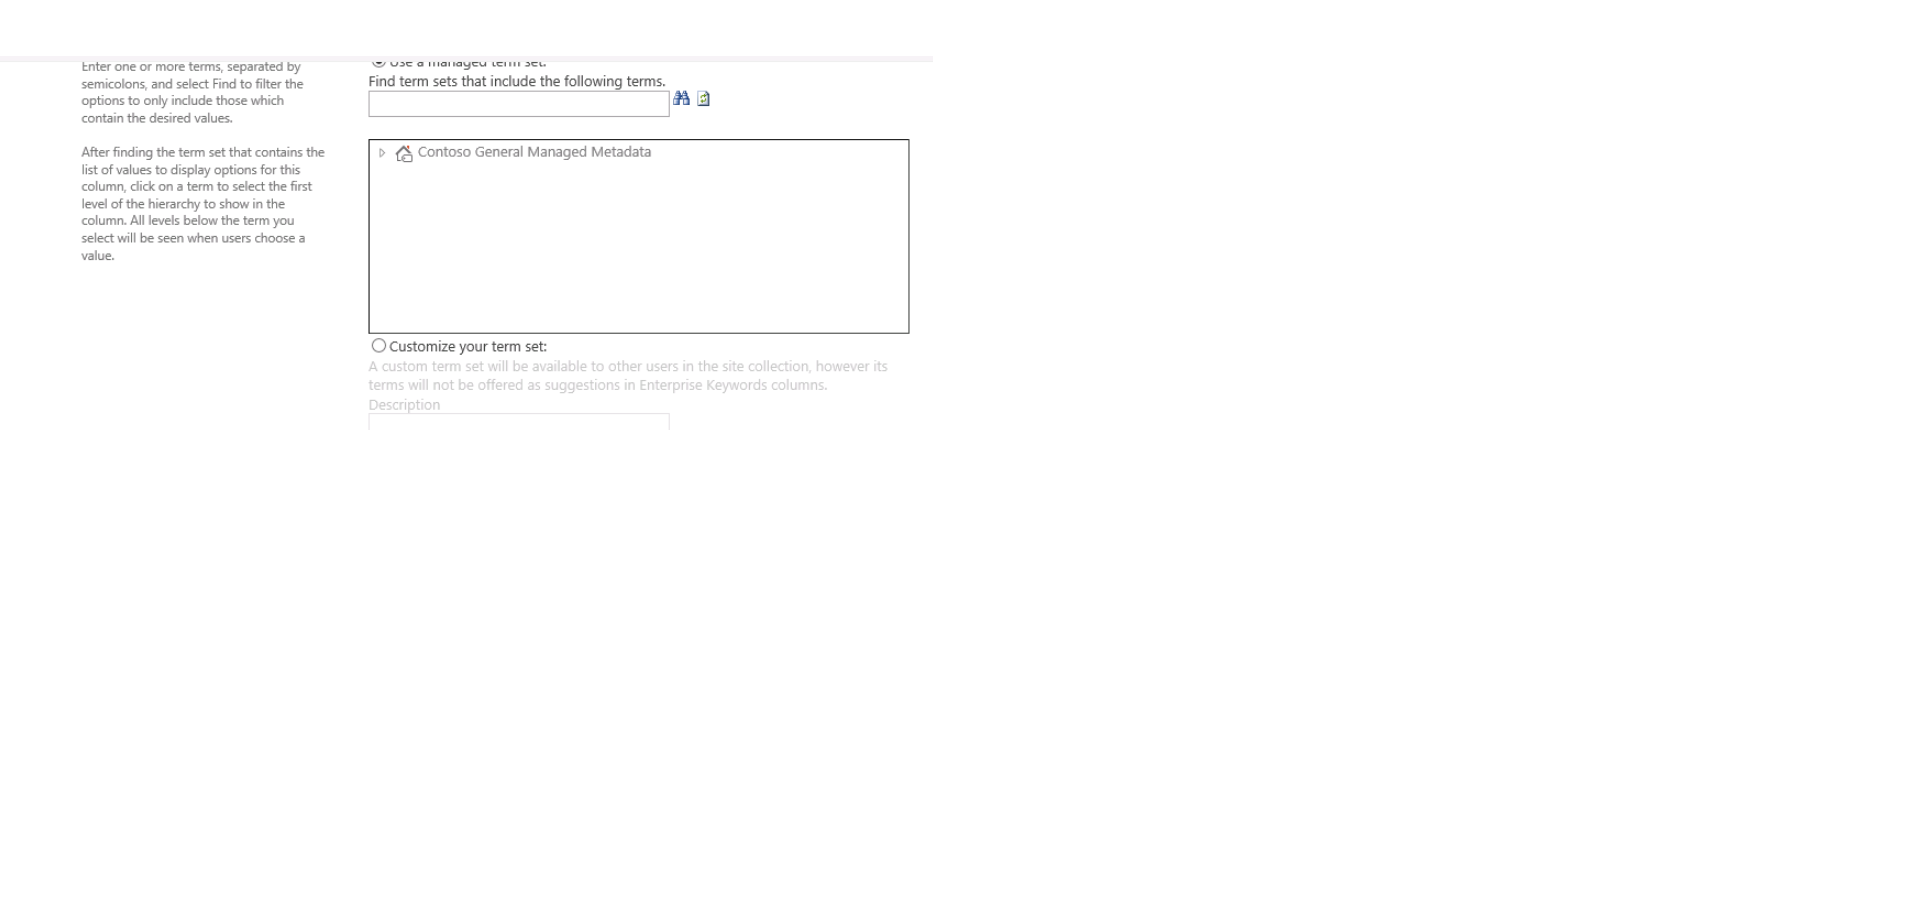 Enter one or more terms, separated by
semicolons, and select Find to filter the
options to only include those which
contain the desired values.
After finding the term set that contains the
list of values to display options for this
column, click on a term to select the first
level of the hierarchy to show in the
column. All levels below the term you
select will be seen when users choose a
value.
Use a managed term set:
Find term sets that include the following terms.
Contoso General Managed Metadata
Customize your term set:
A custom term set will be available to other users in the site collection, however its
terms will not be offered as suggestions in Enterprise Keywords columns.
Description